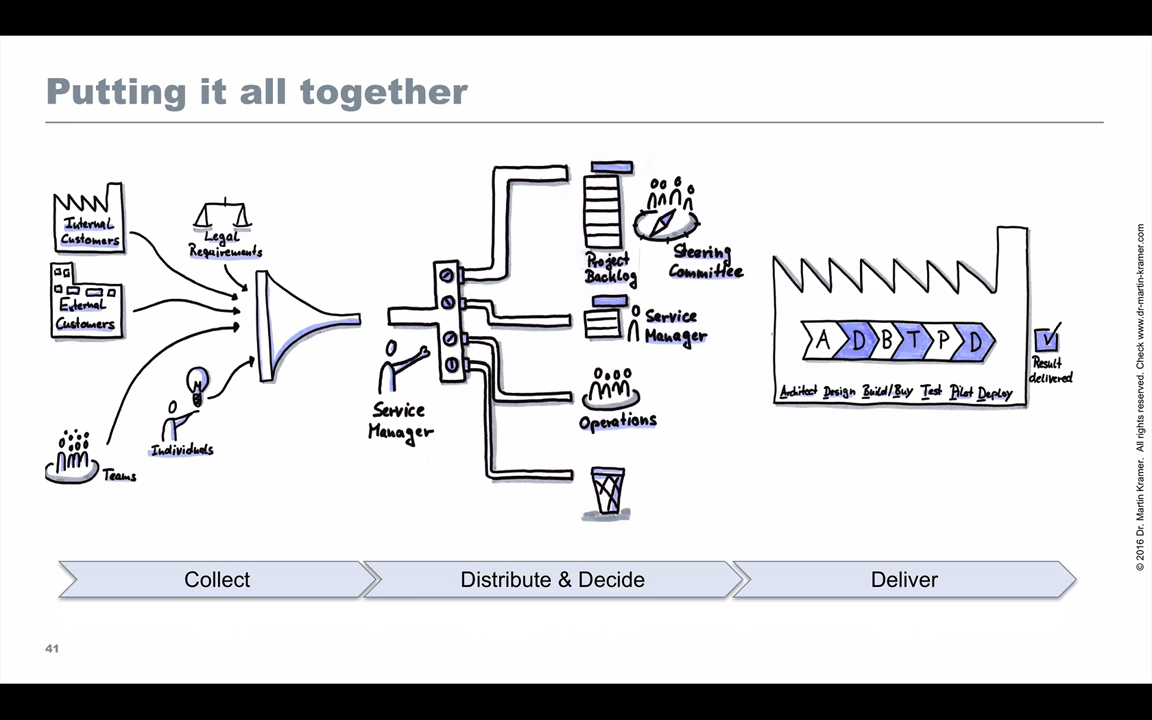 Putting it all together
Internal
Customers
External
Customers
Teams
Individuals
Legal
Requirements
Service
Manager
Project
Backlog
Steering
Committee
Service
Manager
Operations
A D B T P D
Architect Design Build/Buy Test Pilot Deploy
Result
delivered
Collect
Distribute & Decide
Deliver
41
© 2016 Dr. Martin Kramer. All rights reserved. Check www.dr-martin-kramer.com